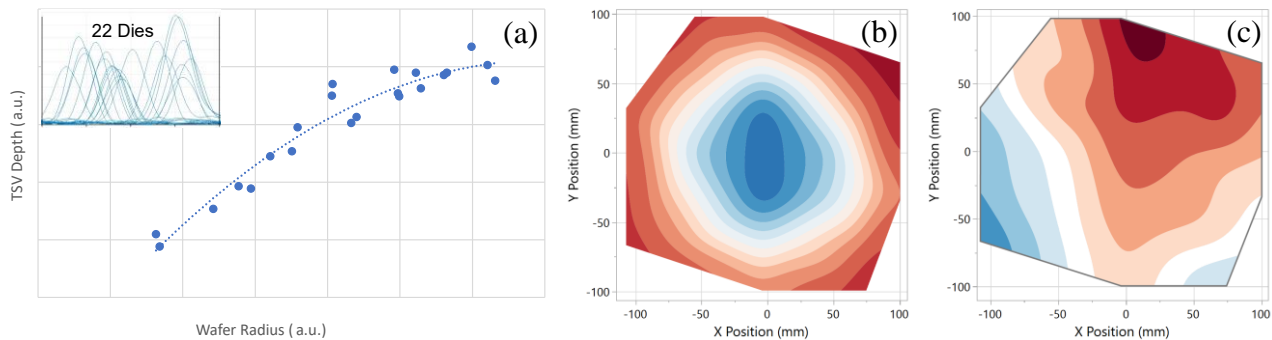 22 Dies
(a)
TSV Depth (a.u.)
Wafer Radius (a.u.)
(b)
100
50
0
-50
-100
Y Position (mm)
-100
-50
0
50
100
X Position (mm)
(c)
100
50
0
-50
-100
Y Position (mm)
-100
-50
0
50
100
X Position (mm)